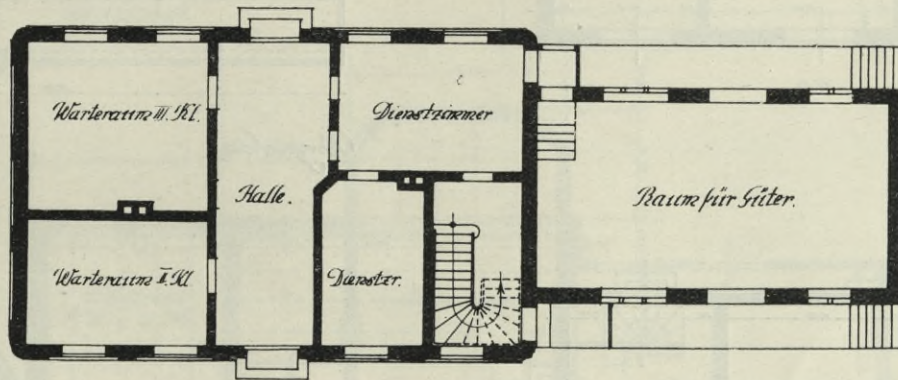 Warteraum III. Kl.
Dienstzimmer
Halle.
Raum für Güter.
Warteraum II. Kl.
Dienstz.